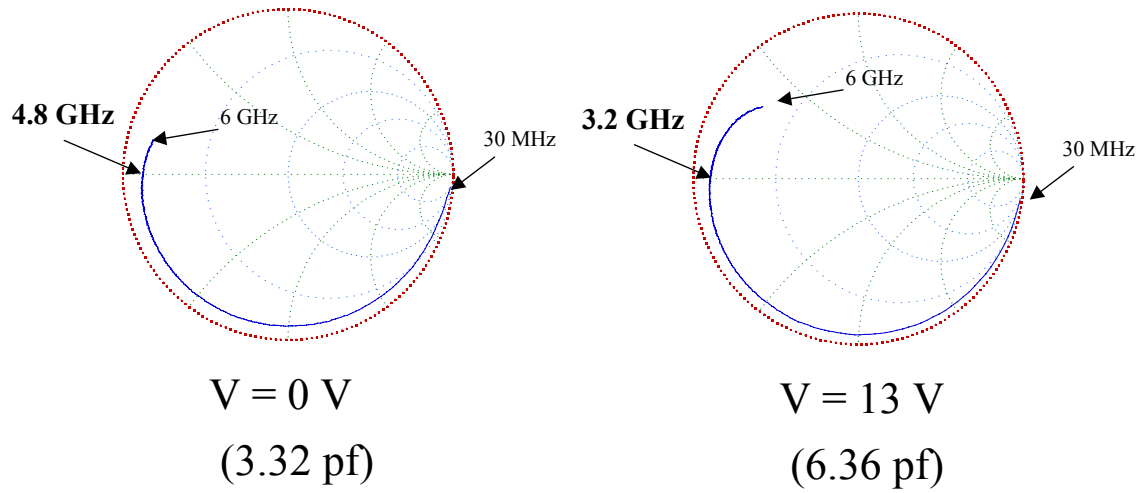 4.8 GHz
6 GHz
30 MHz
V = 0 V
(3.32 pf)
3.2 GHz
6 GHz
30 MHz
V = 13 V
(6.36 pf)